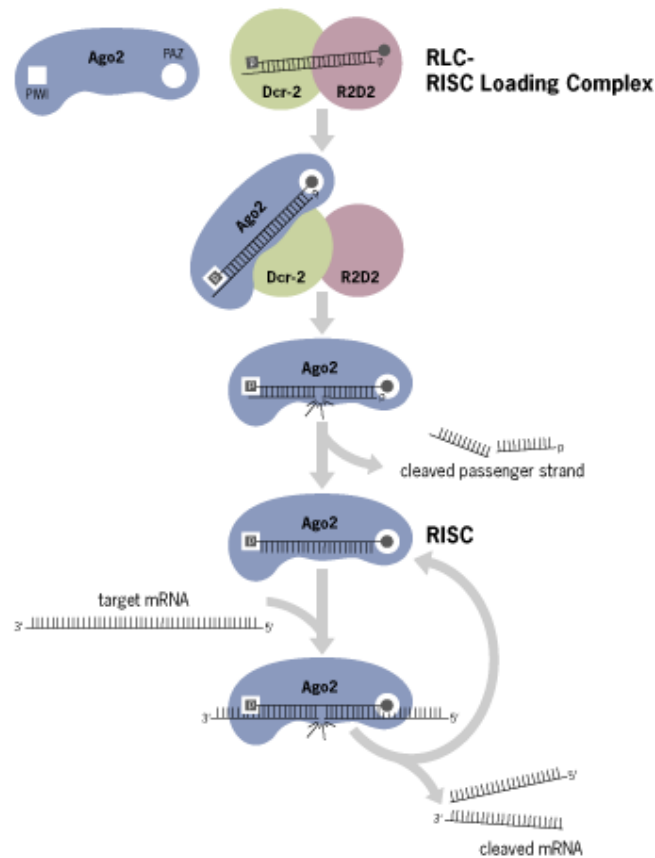 Ago2
PAZ
PIWI
P
p
Dcr-2
R2D2
RLC-
RISC Loading Complex
Ago2
p
P
Dcr-2
R2D2
Ago2
P
p
p
cleaved passenger strand
Ago2
RISC
P
target mRNA
3'
5'
Ago2
P
3'
5'
5'
3'
cleaved mRNA